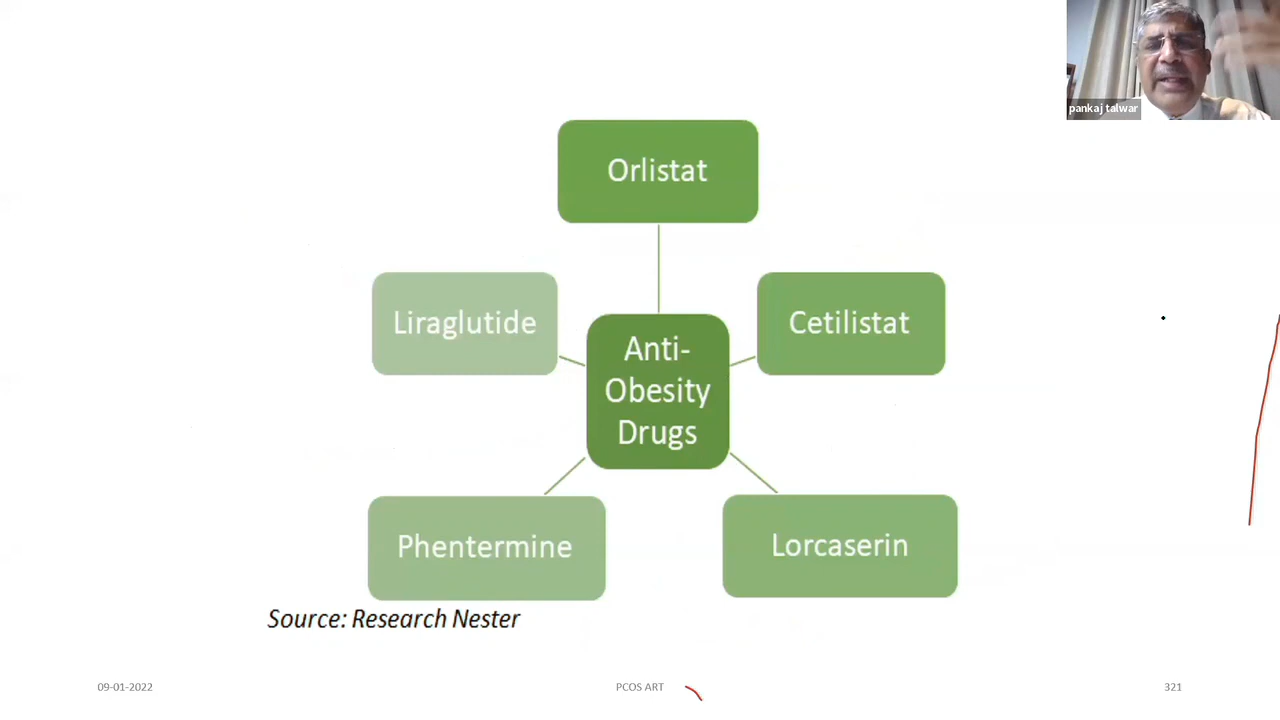 pankaj talwar
Orlistat
Liraglutide
Cetilistat
Anti-
Obesity
Drugs
Phentermine
Lorcaserin
Source: Research Nester
09-01-2022
PCOS ART
321